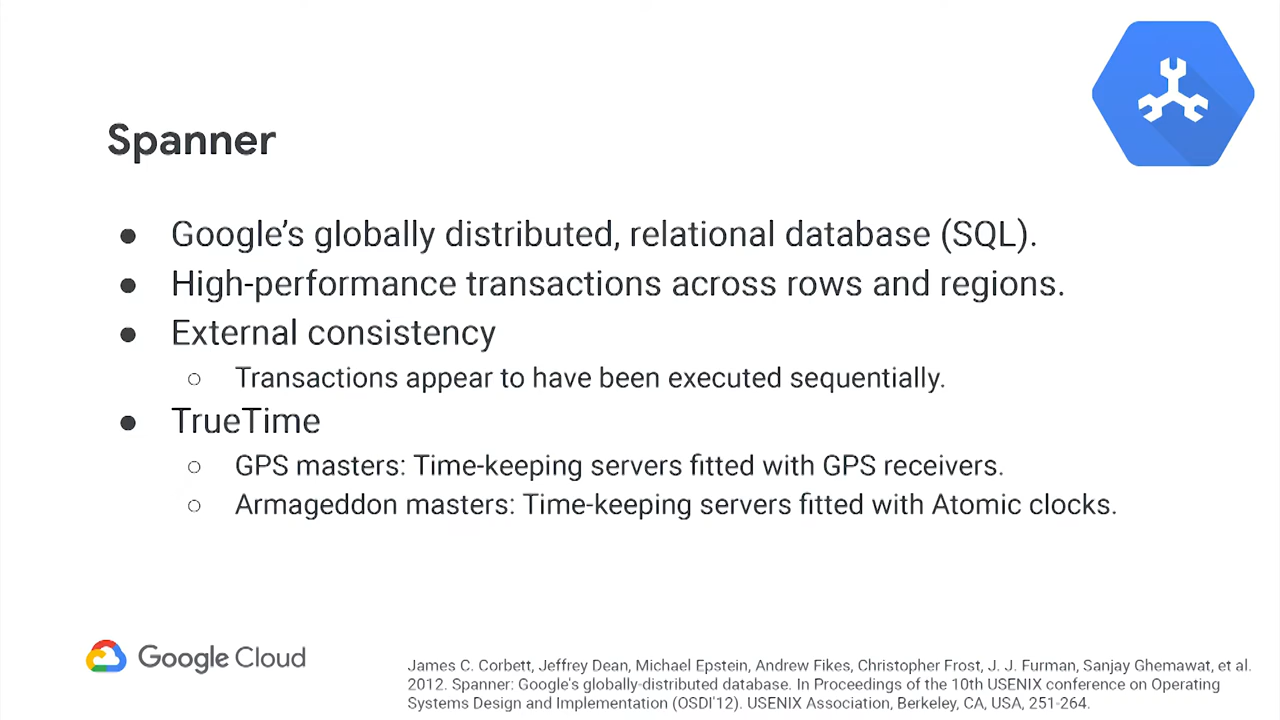 Spanner
● Google’s globally distributed, relational database (SQL).
● High-performance transactions across rows and regions.
● External consistency
○ Transactions appear to have been executed sequentially.
● TrueTime
○ GPS masters: Time-keeping servers fitted with GPS receivers.
○ Armageddon masters: Time-keeping servers fitted with Atomic clocks.
Google Cloud
James C. Corbett, Jeffrey Dean, Michael Epstein, Andrew Fikes, Christopher Frost, J. J. Furman, Sanjay Ghemawat, et al.
2012. Spanner: Google's globally-distributed database. In Proceedings of the 10th USENIX conference on Operating
Systems Design and Implementation (OSDI'12). USENIX Association, Berkeley, CA, USA, 251-264.